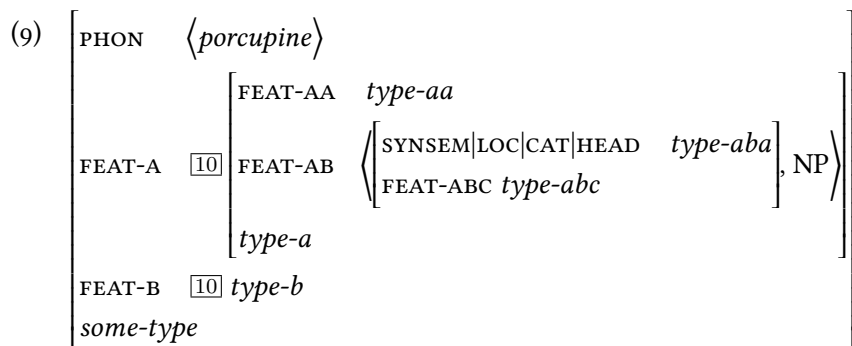 (9) PHON ⟨porcupine⟩
FEAT-AA type-aa
SYNSEM|LOC|CAT|HEAD type-aba
FEAT-A 10 FEAT-AB ⟨ , NP⟩
FEAT-ABC type-abc
type-a
FEAT-B 10 type-b
some-type